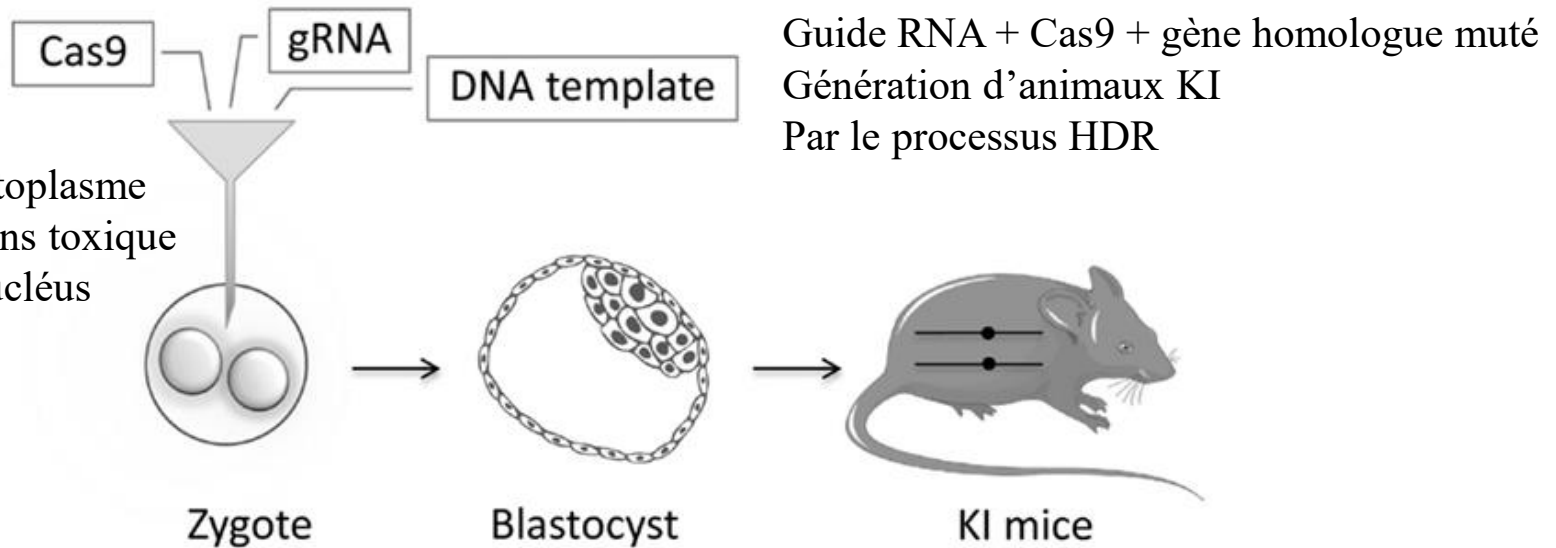 Cas9
gRNA
DNA template
Guide RNA + Cas9 + gène homologue muté
Génération d’animaux KI
Par le processus HDR
toplasme
ns toxique
ucléus
Zygote
Blastocyst
KI mice